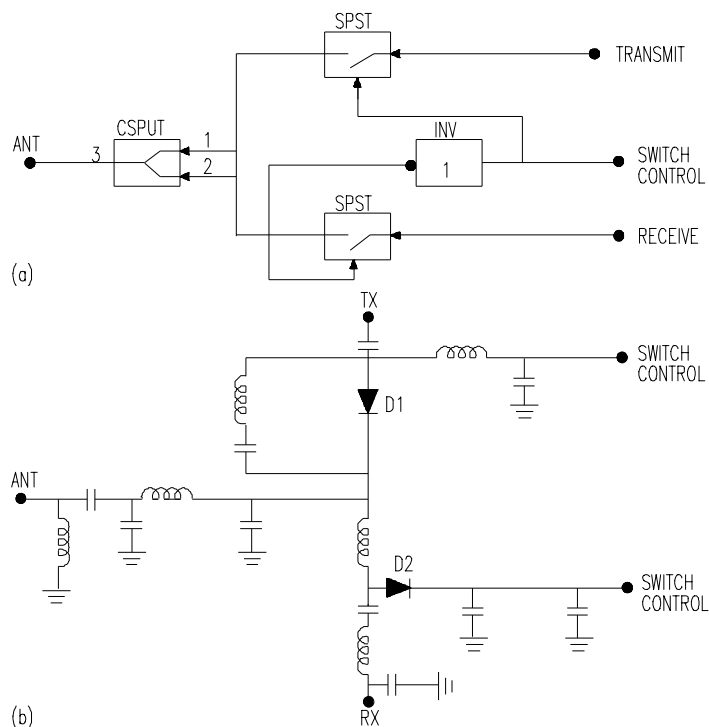 SPST
TRANSMIT
CSPUT
ANT
3
1
2
INV
1
SWITCH
CONTROL
SPST
RECEIVE
(a)
TX
SWITCH
CONTROL
D1
ANT
D2
SWITCH
CONTROL
(b)
RX